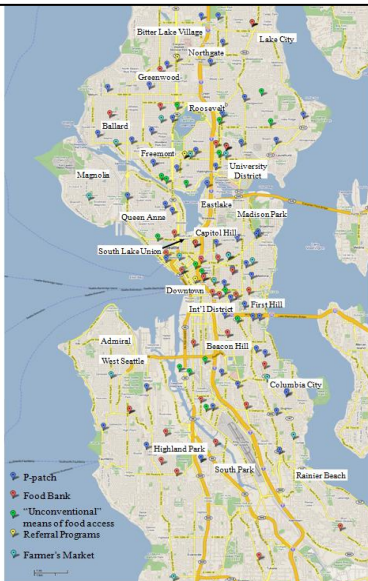 Bitter Lake Village
Lake City
Northgate
Greenwood
Roosevelt
Ballard
Freemont
University
District
Magnolia
Eastlake
Queen Anne
Madison Park
Capitol Hill
South Lake Union
Downtown
First Hill
Int'l District
Admiral
Beacon Hill
West Seattle
Columbia City
Highland Park
South Park
Rainier Beach
P-patch
Food Bank
"Unconventional"
means of food access
Referral Programs
Farmer's Market